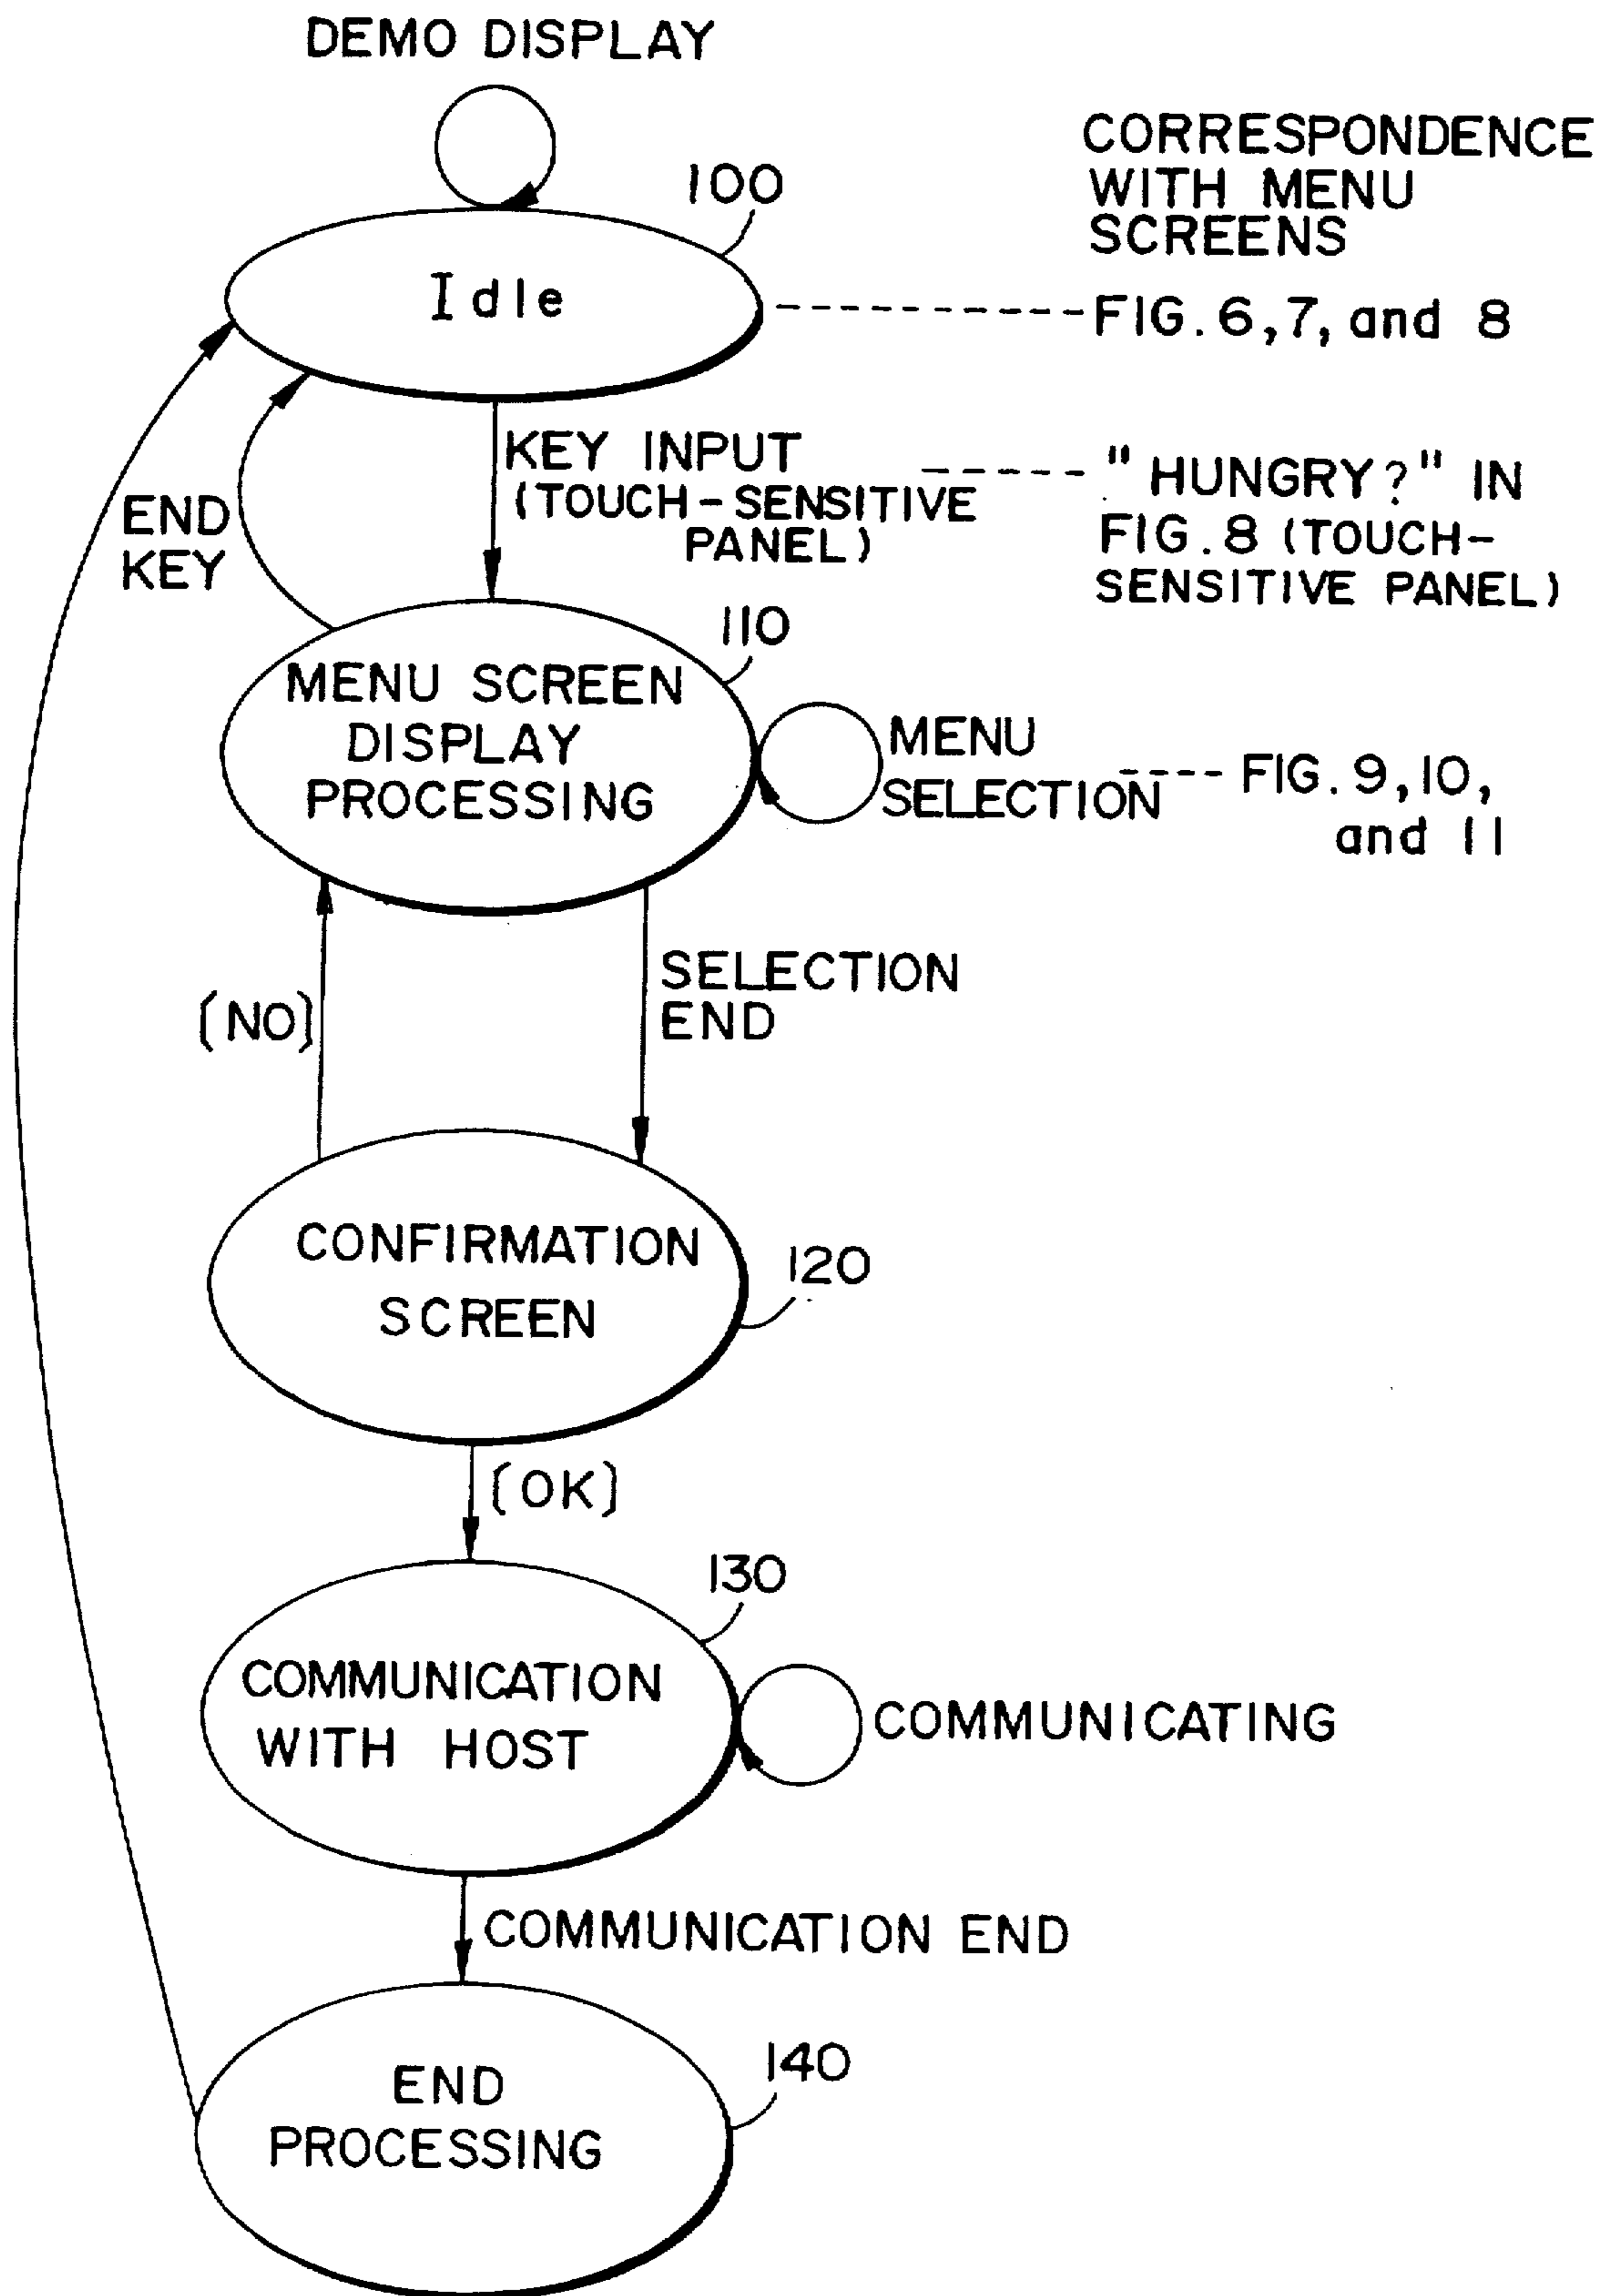 DEMO DISPLAY
100
CORRESPONDENCE
WITH MENU
SCREENS
Idle
FIG. 6, 7, and 8
KEY INPUT
(TOUCH-SENSITIVE
PANEL)
"HUNGRY?" IN
FIG. 8 (TOUCH-
SENSITIVE PANEL)
END
KEY
110
MENU SCREEN
DISPLAY
PROCESSING
MENU
SELECTION
FIG. 9, 10,
and 11
[NO]
SELECTION
END
CONFIRMATION
SCREEN
120
[OK]
130
COMMUNICATION
WITH HOST
COMMUNICATING
COMMUNICATION END
140
END
PROCESSING